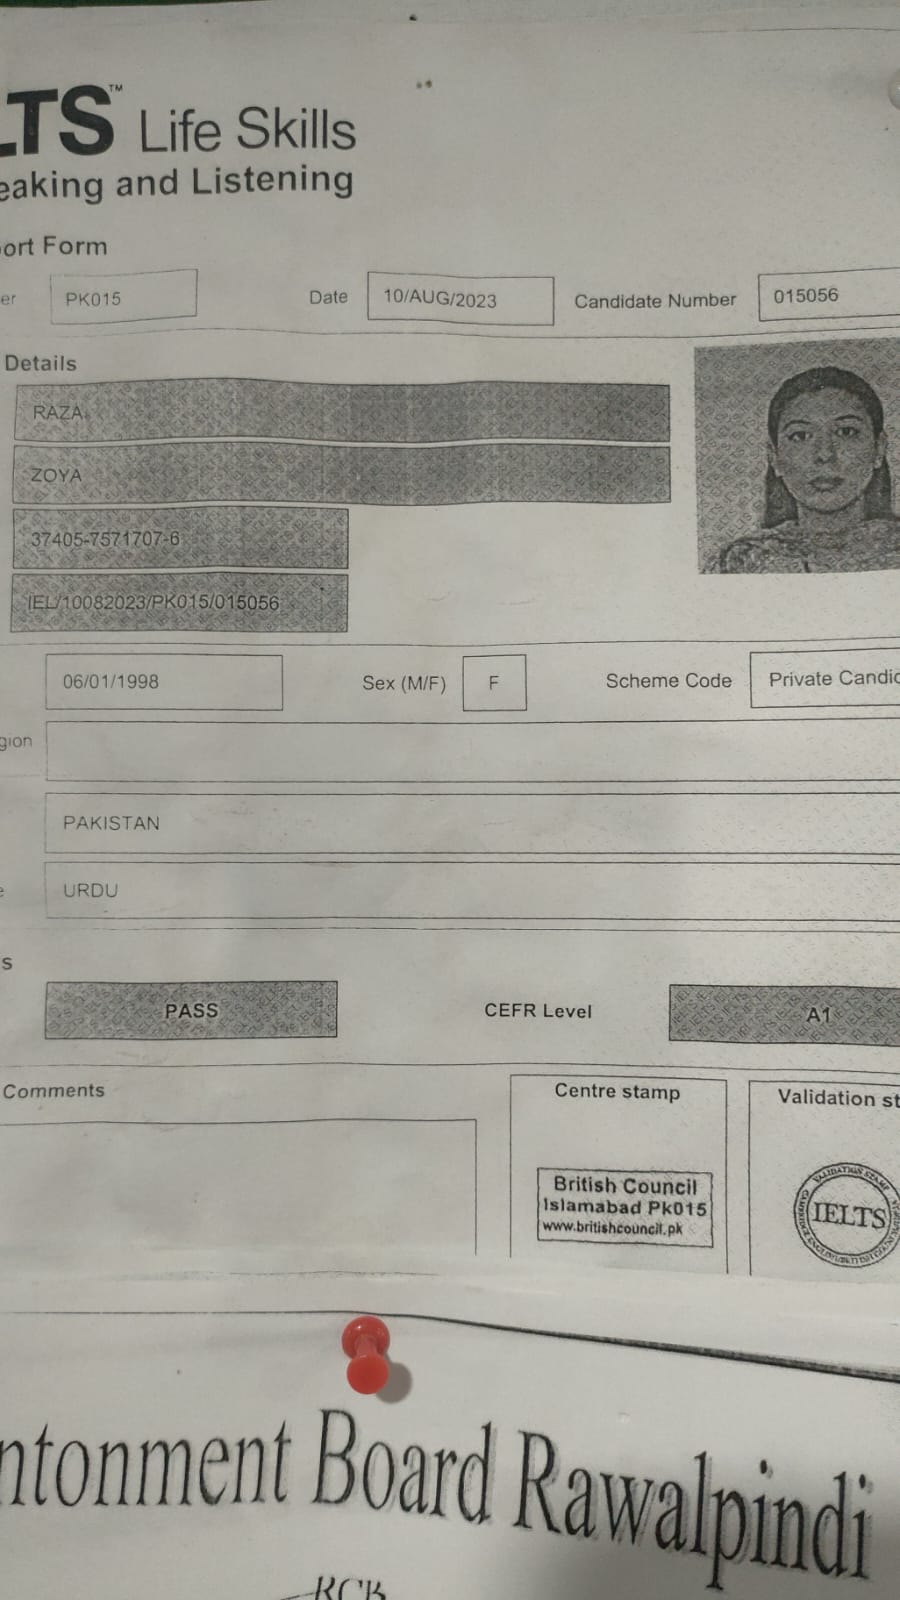 LTS™ Life Skills
eaking and Listening
ort Form
er PK015 Date 10/AUG/2023 Candidate Number 015056
Details
RAZA
ZOYA
37405-7571707-6
IEL/10082023/PK015/015056
06/01/1998 Sex (M/F) F Scheme Code Private Candid
gion
PAKISTAN
e URDU
s
PASS CEFR Level A1
Comments Centre stamp Validation st
British Council
Islamabad Pk015
www.britishcouncil.pk
VALIDATION STAMP
IELTS
ntonment Board Rawalpindi
RCB